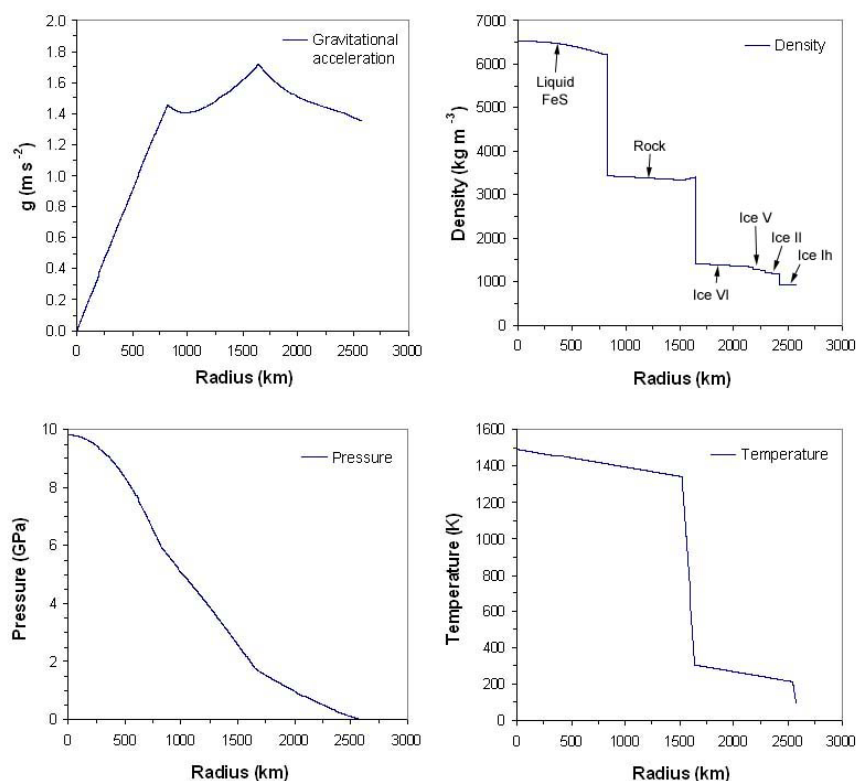 2.0
1.8
1.6
1.4
1.2
1.0
0.8
0.6
0.4
0.2
0.0
g (m s⁻²)
Gravitational
acceleration
0 500 1000 1500 2000 2500 3000
Radius (km)
7000
6000
5000
4000
3000
2000
1000
0
Density (kg m⁻³)
Density
Liquid
FeS
Rock
Ice V
Ice II
Ice Ih
Ice VI
0 500 1000 1500 2000 2500 3000
Radius (km)
10
8
6
4
2
0
Pressure (GPa)
Pressure
0 500 1000 1500 2000 2500 3000
Radius (km)
1600
1400
1200
1000
800
600
400
200
0
Temperature (K)
Temperature
0 500 1000 1500 2000 2500 3000
Radius (km)